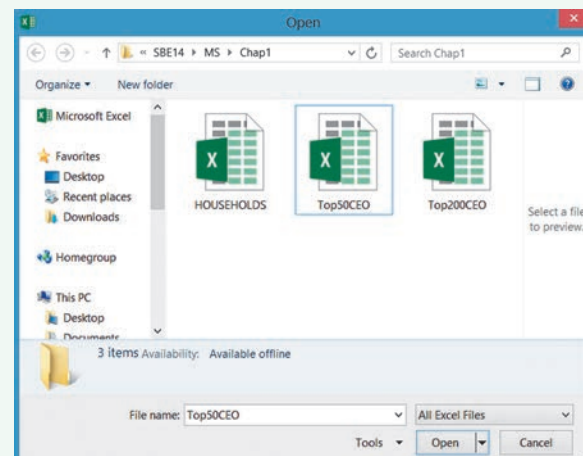 Open
« SBE14 ▸ MS ▸ Chap1
Search Chap1
Organize
New folder
Microsoft Excel
Favorites
Desktop
Recent places
Downloads
Homegroup
This PC
Desktop
Documents
HOUSEHOLDS
Top50CEO
Top200CEO
Select a file
to preview.
3 items Availability: Available offline
File name: Top50CEO
All Excel Files
Tools
Open
Cancel